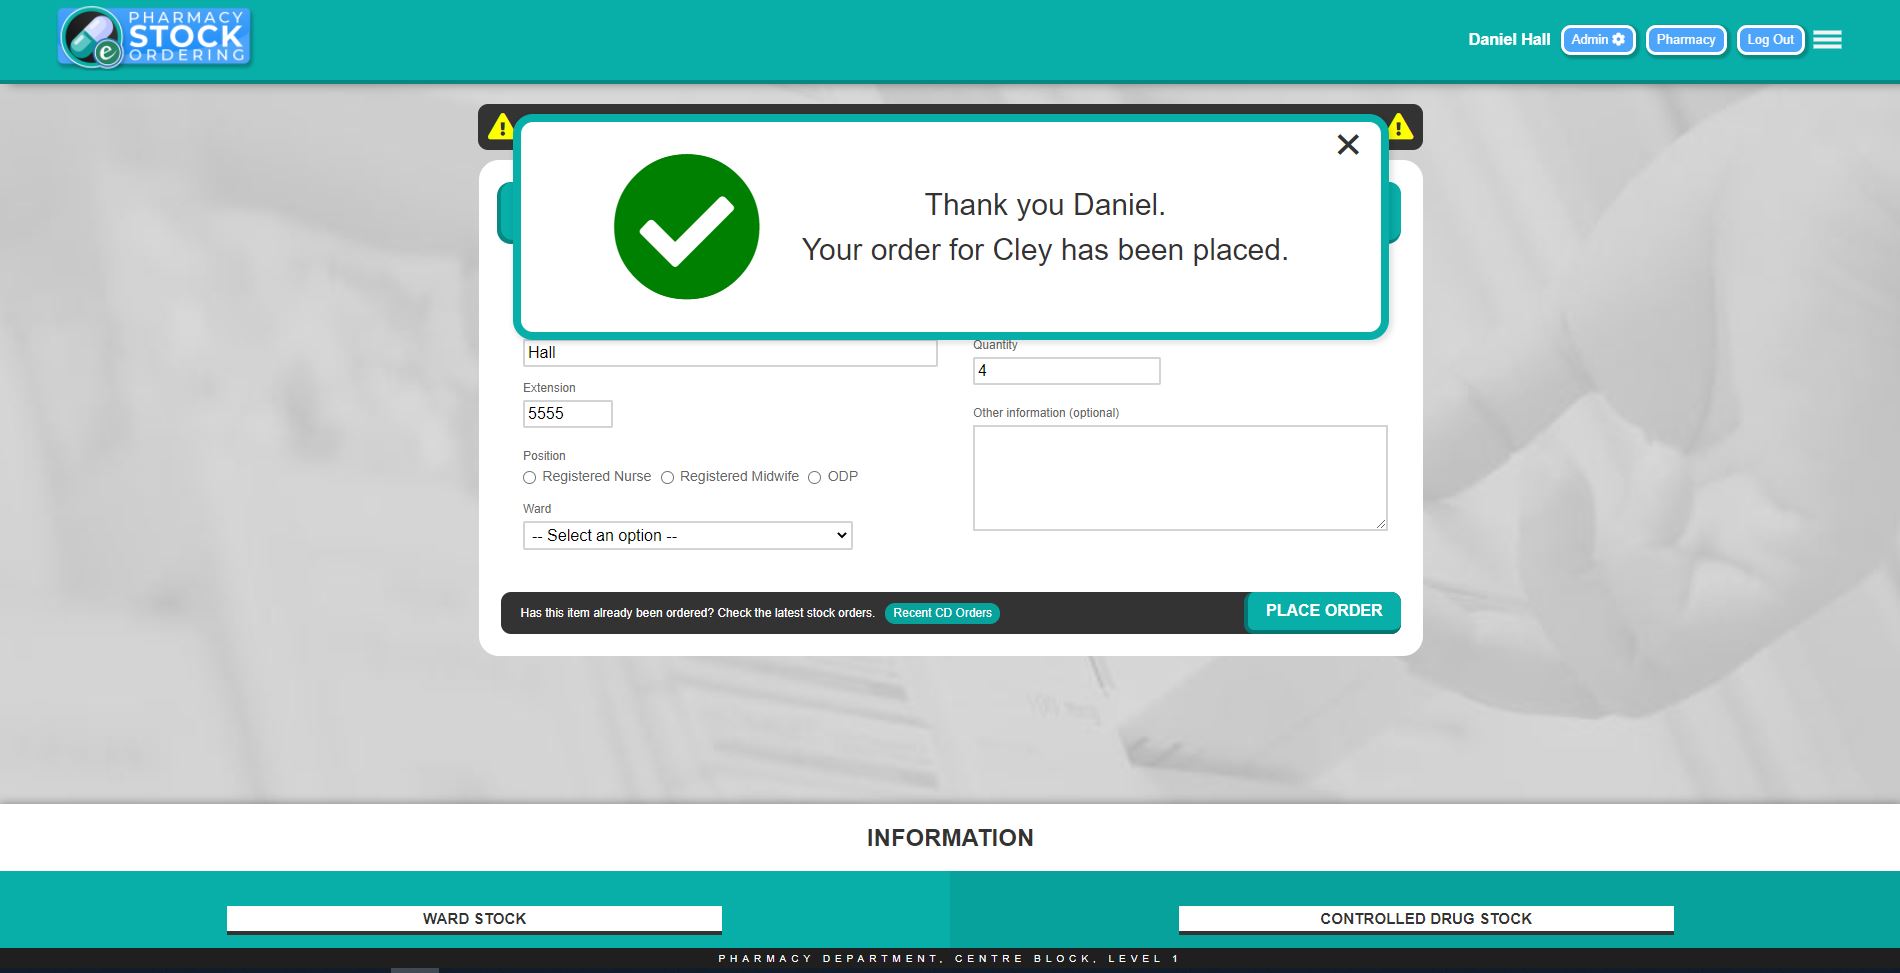 PHARMACY
STOCK
e ORDERING
Daniel Hall
Admin
Pharmacy
Log Out
Thank you Daniel.
Your order for Cley has been placed.
Hall
Extension
5555
Position
Registered Nurse
Registered Midwife
ODP
Ward
-- Select an option --
Quantity
4
Other information (optional)
Has this item already been ordered? Check the latest stock orders.
Recent CD Orders
PLACE ORDER
INFORMATION
WARD STOCK
CONTROLLED DRUG STOCK
PHARMACY DEPARTMENT, CENTRE BLOCK, LEVEL 1